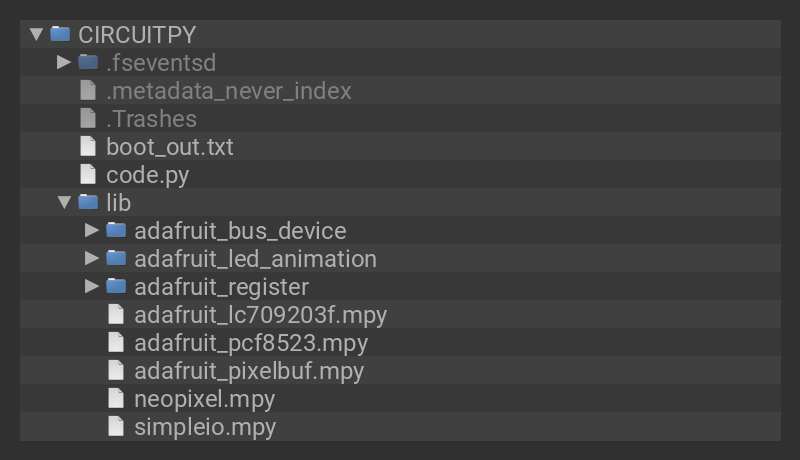 CIRCUITPY
.fseventsd
.metadata_never_index
.Trashes
boot_out.txt
code.py
lib
adafruit_bus_device
adafruit_led_animation
adafruit_register
adafruit_lc709203f.mpy
adafruit_pcf8523.mpy
adafruit_pixelbuf.mpy
neopixel.mpy
simpleio.mpy